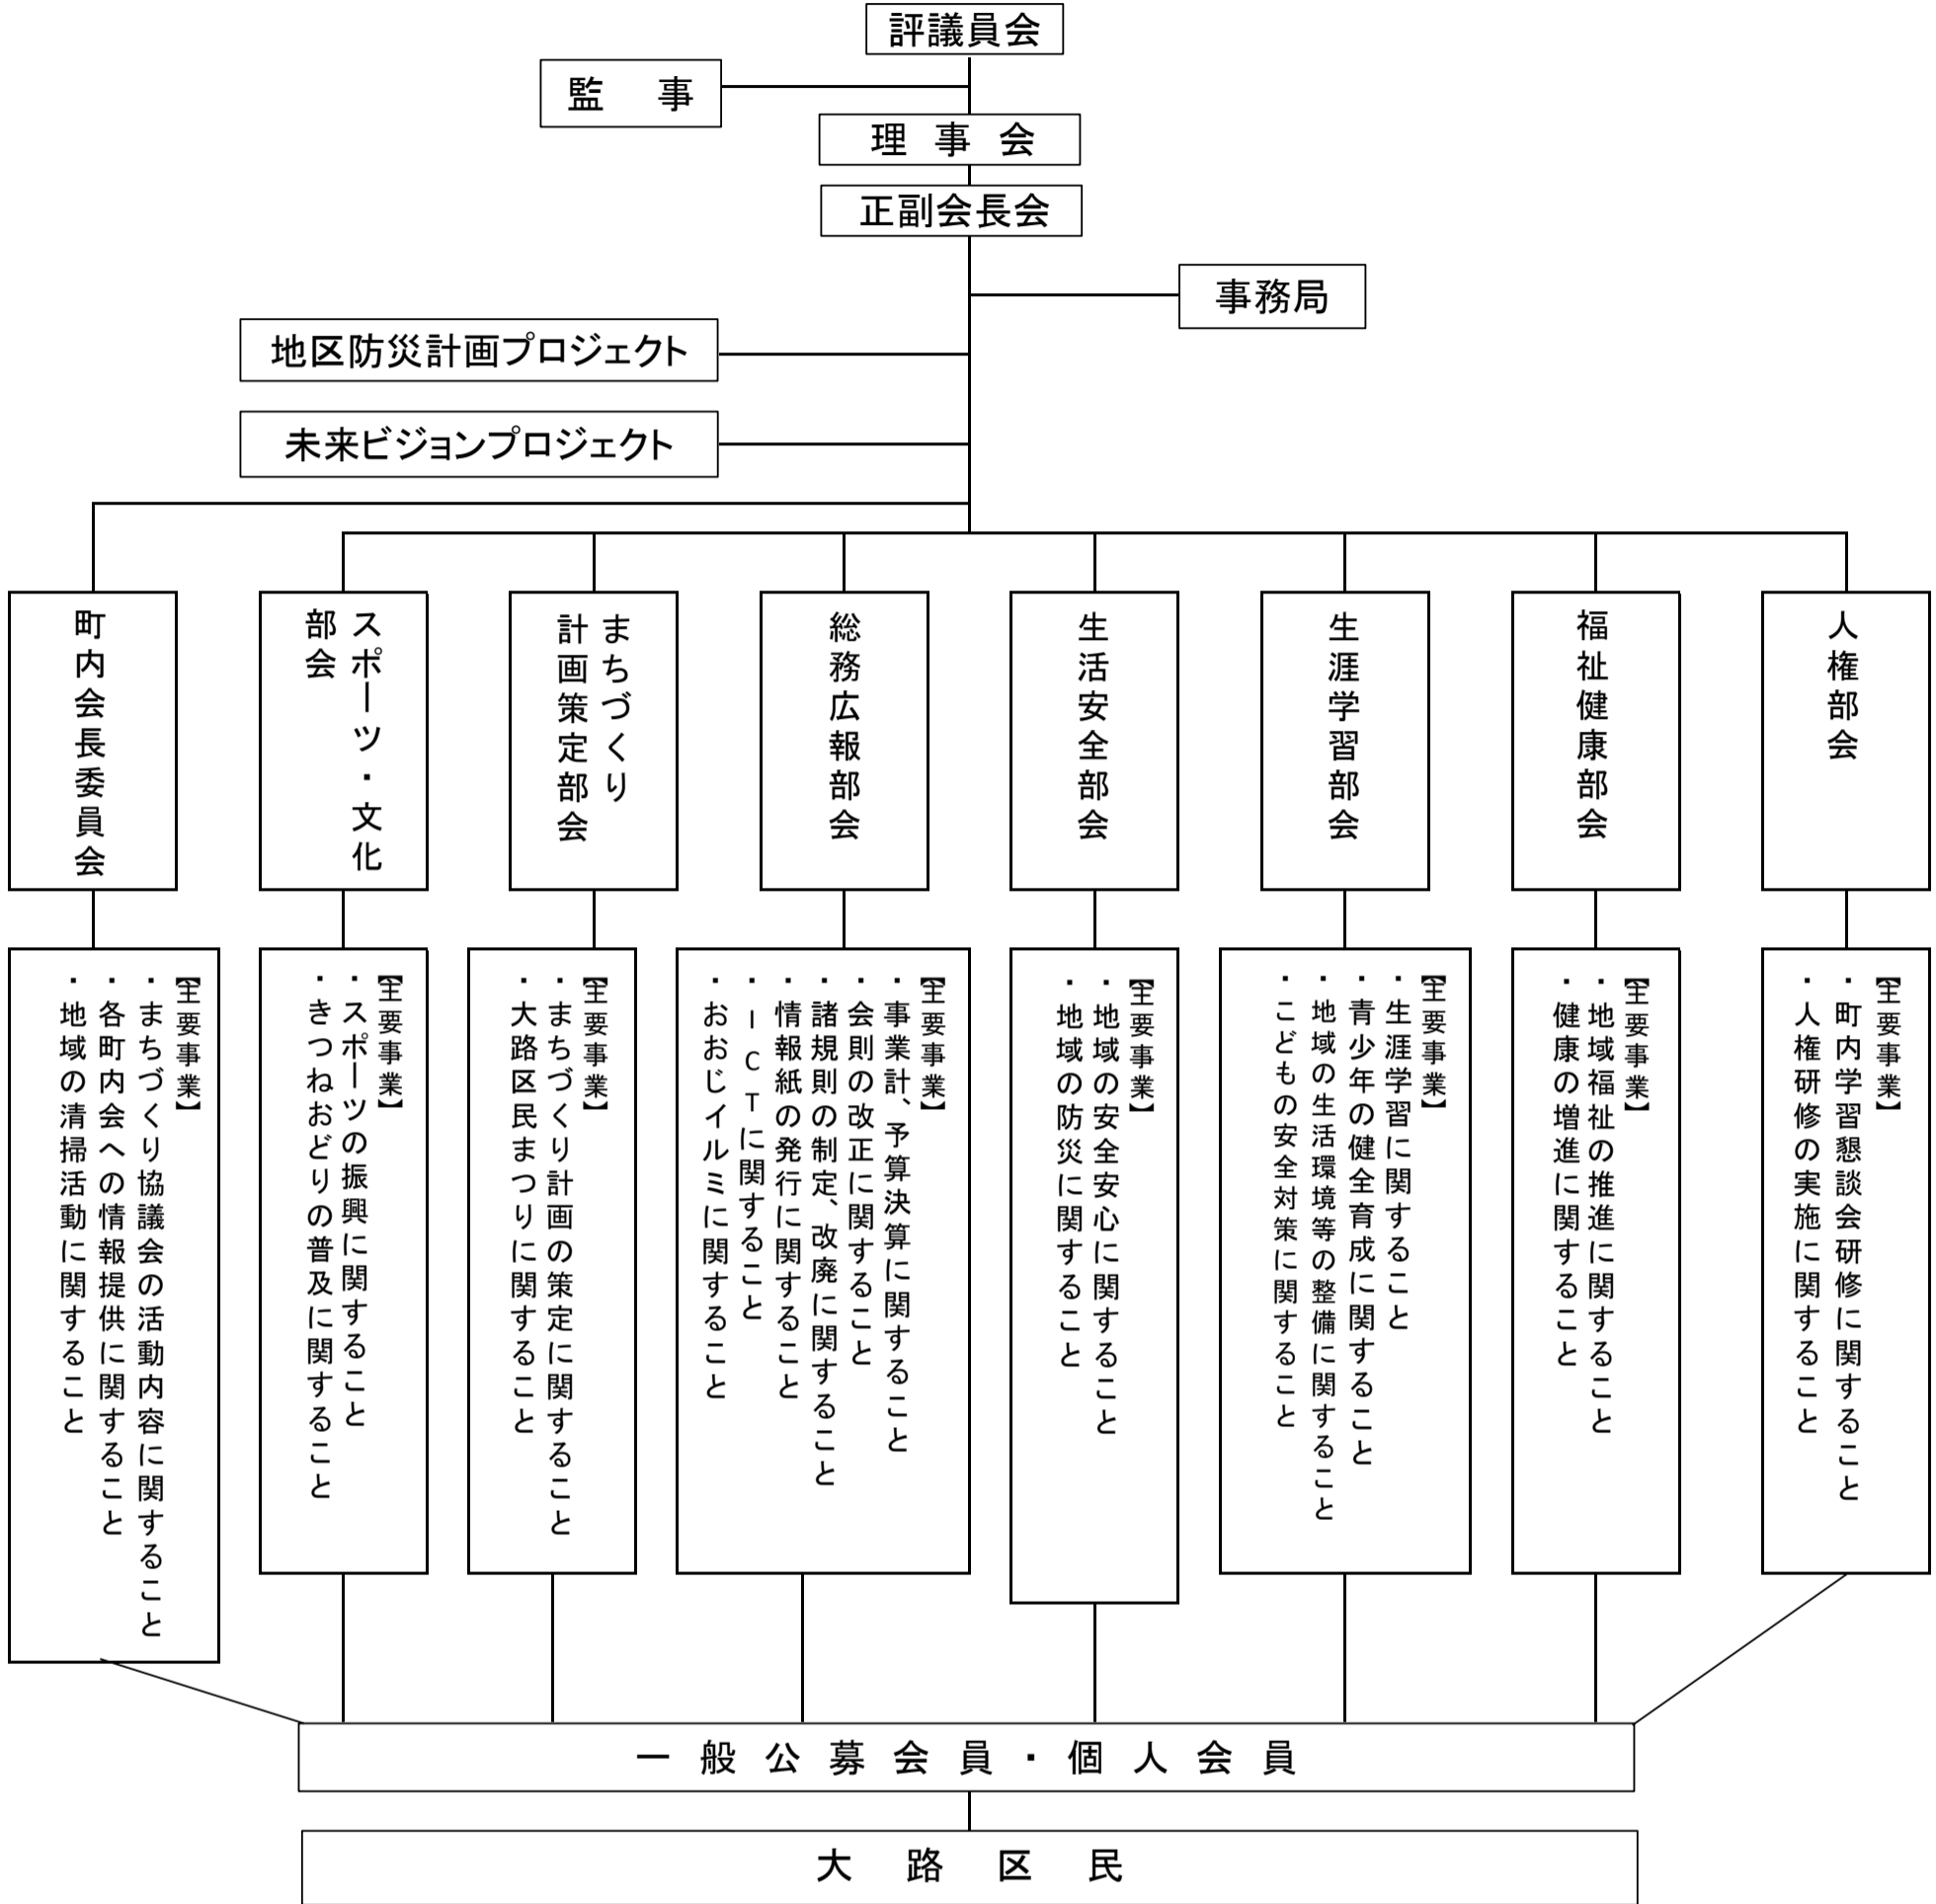 評議員会
監　事
理 事 会
正副会長会
事務局
地区防災計画プロジェクト
未来ビジョンプロジェクト
町内会長委員会
スポーツ・文化
部会
まちづくり
計画策定部会
総務広報部会
生活安全部会
生涯学習部会
福祉健康部会
人権部会
【主要事業】
・まちづくり協議会の活動内容に関すること
・各町内会への情報提供に関すること
・地域の清掃活動に関すること
【主要事業】
・スポーツの振興に関すること
・きつねおどりの普及に関すること
【主要事業】
・まちづくり計画の策定に関すること
・大路区民まつりに関すること
【主要事業】
・事業計、予算決算に関すること
・会則の改正に関すること
・諸規則の制定、改廃に関すること
・情報紙の発行に関すること
・ＩＣＴに関すること
・おおじイルミに関すること
【主要事業】
・地域の安全安心に関すること
・地域の防災に関すること
【主要事業】
・生涯学習に関すること
・青少年の健全育成に関すること
・地域の生活環境等の整備に関すること
・こどもの安全対策に関すること
【主要事業】
・地域福祉の推進に関すること
・健康の増進に関すること
【主要事業】
・町内学習懇談会研修に関すること
・人権研修の実施に関すること
一 般 公 募 会 員 ・ 個 人 会 員
大 路 区 民